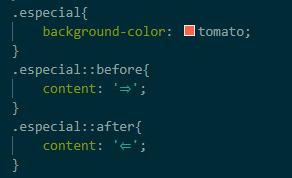 .especial{
    background-color: tomato;
}
.especial::before{
    content: '⇒';
}
.especial::after{
    content: '⇐';
}